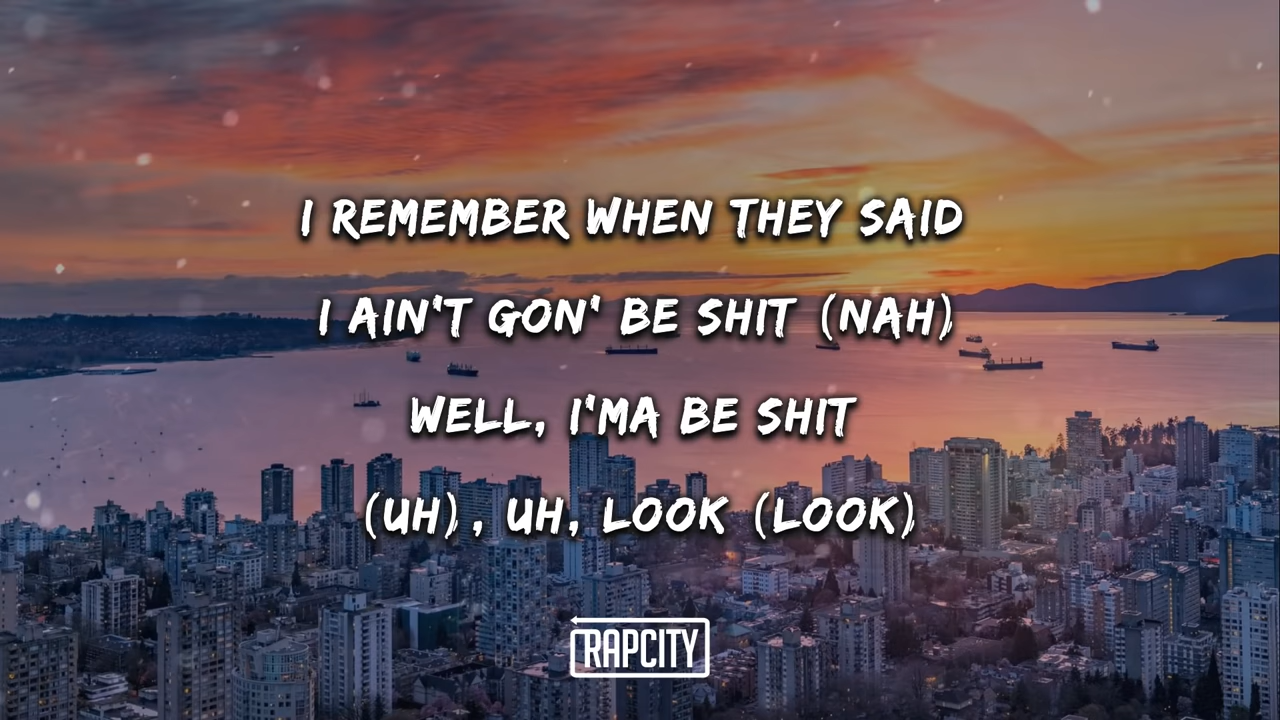 I REMEMBER WHEN THEY SAID
I AIN'T GON' BE SHIT (NAH)
WELL, I'MA BE SHIT
(UH), UH, LOOK (LOOK)
RAPCITY